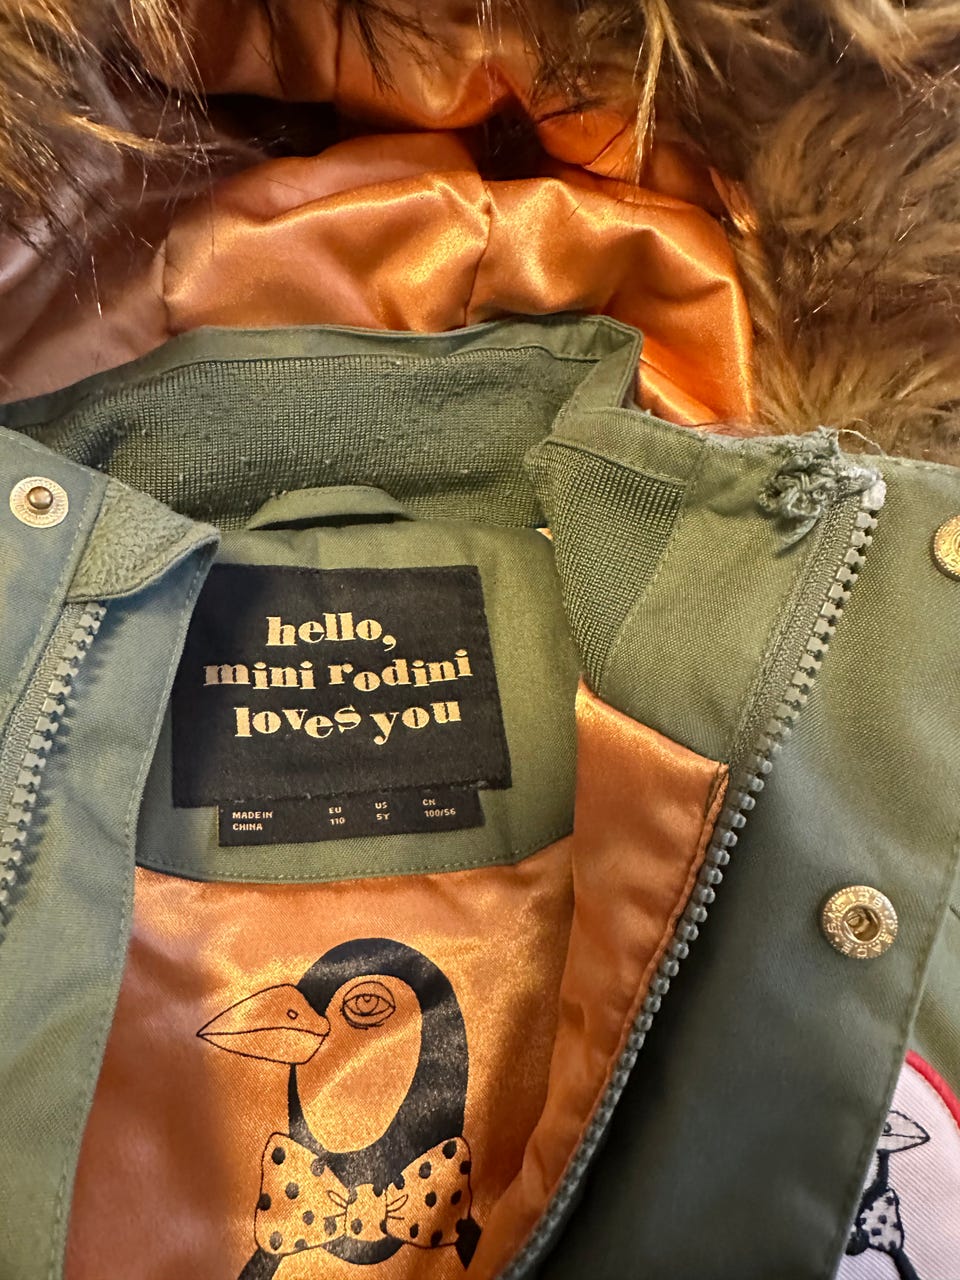 hello,
mini rodini
loves you
MADE IN CHINA
EU 110
US 5Y
CN 100/56